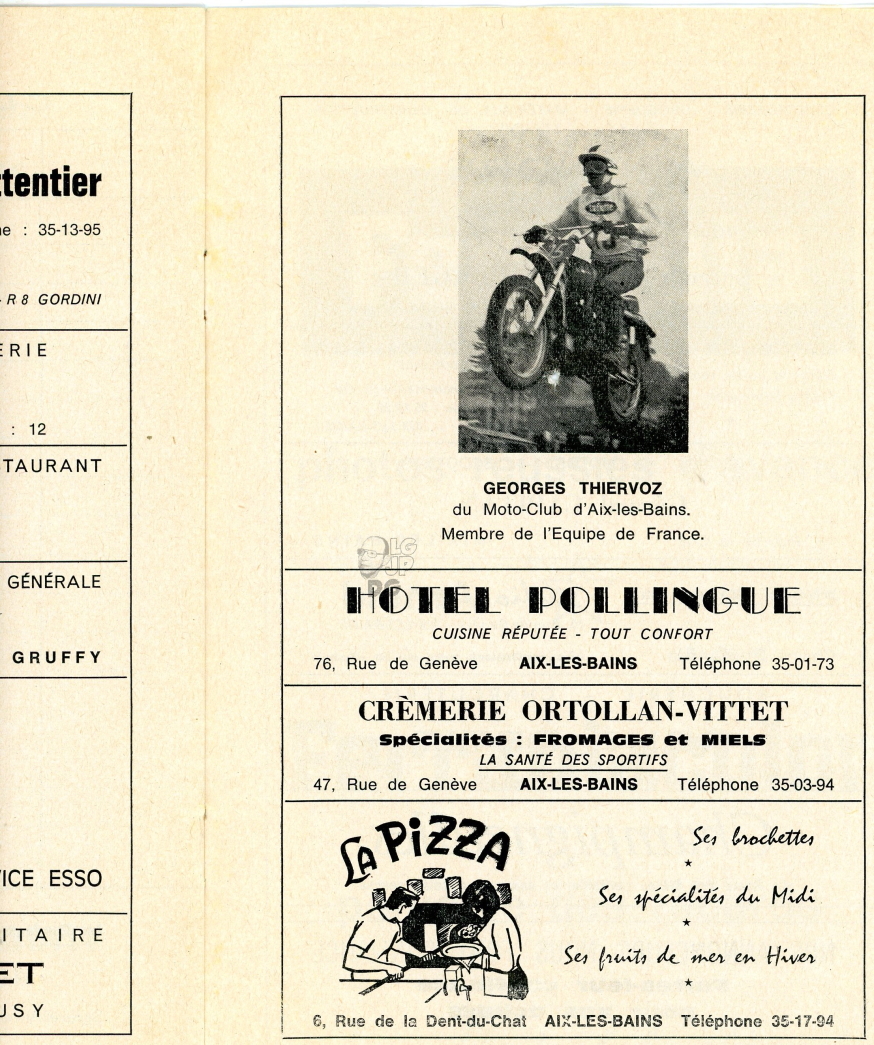 ttentier
ne : 35-13-95
- R 8 GORDINI
ERIE
: 12
STAURANT
GÉNÉRALE
GRUFFY
VICE ESSO
ITAIRE
ET
USY
GEORGES THIERVOZ
du Moto-Club d'Aix-les-Bains.
Membre de l'Equipe de France.
LG
JP
DC
HOTEL POLLINGUE
CUISINE RÉPUTÉE - TOUT CONFORT
76, Rue de Genève AIX-LES-BAINS Téléphone 35-01-73
CRÈMERIE ORTOLLAN-VITTET
Spécialités : FROMAGES et MIELS
LA SANTÉ DES SPORTIFS
47, Rue de Genève AIX-LES-BAINS Téléphone 35-03-94
LA PiZZA
Ses brochettes
Ses spécialités du Midi
Ses fruits de mer en Hiver
6, Rue de la Dent-du-Chat AIX-LES-BAINS Téléphone 35-17-94